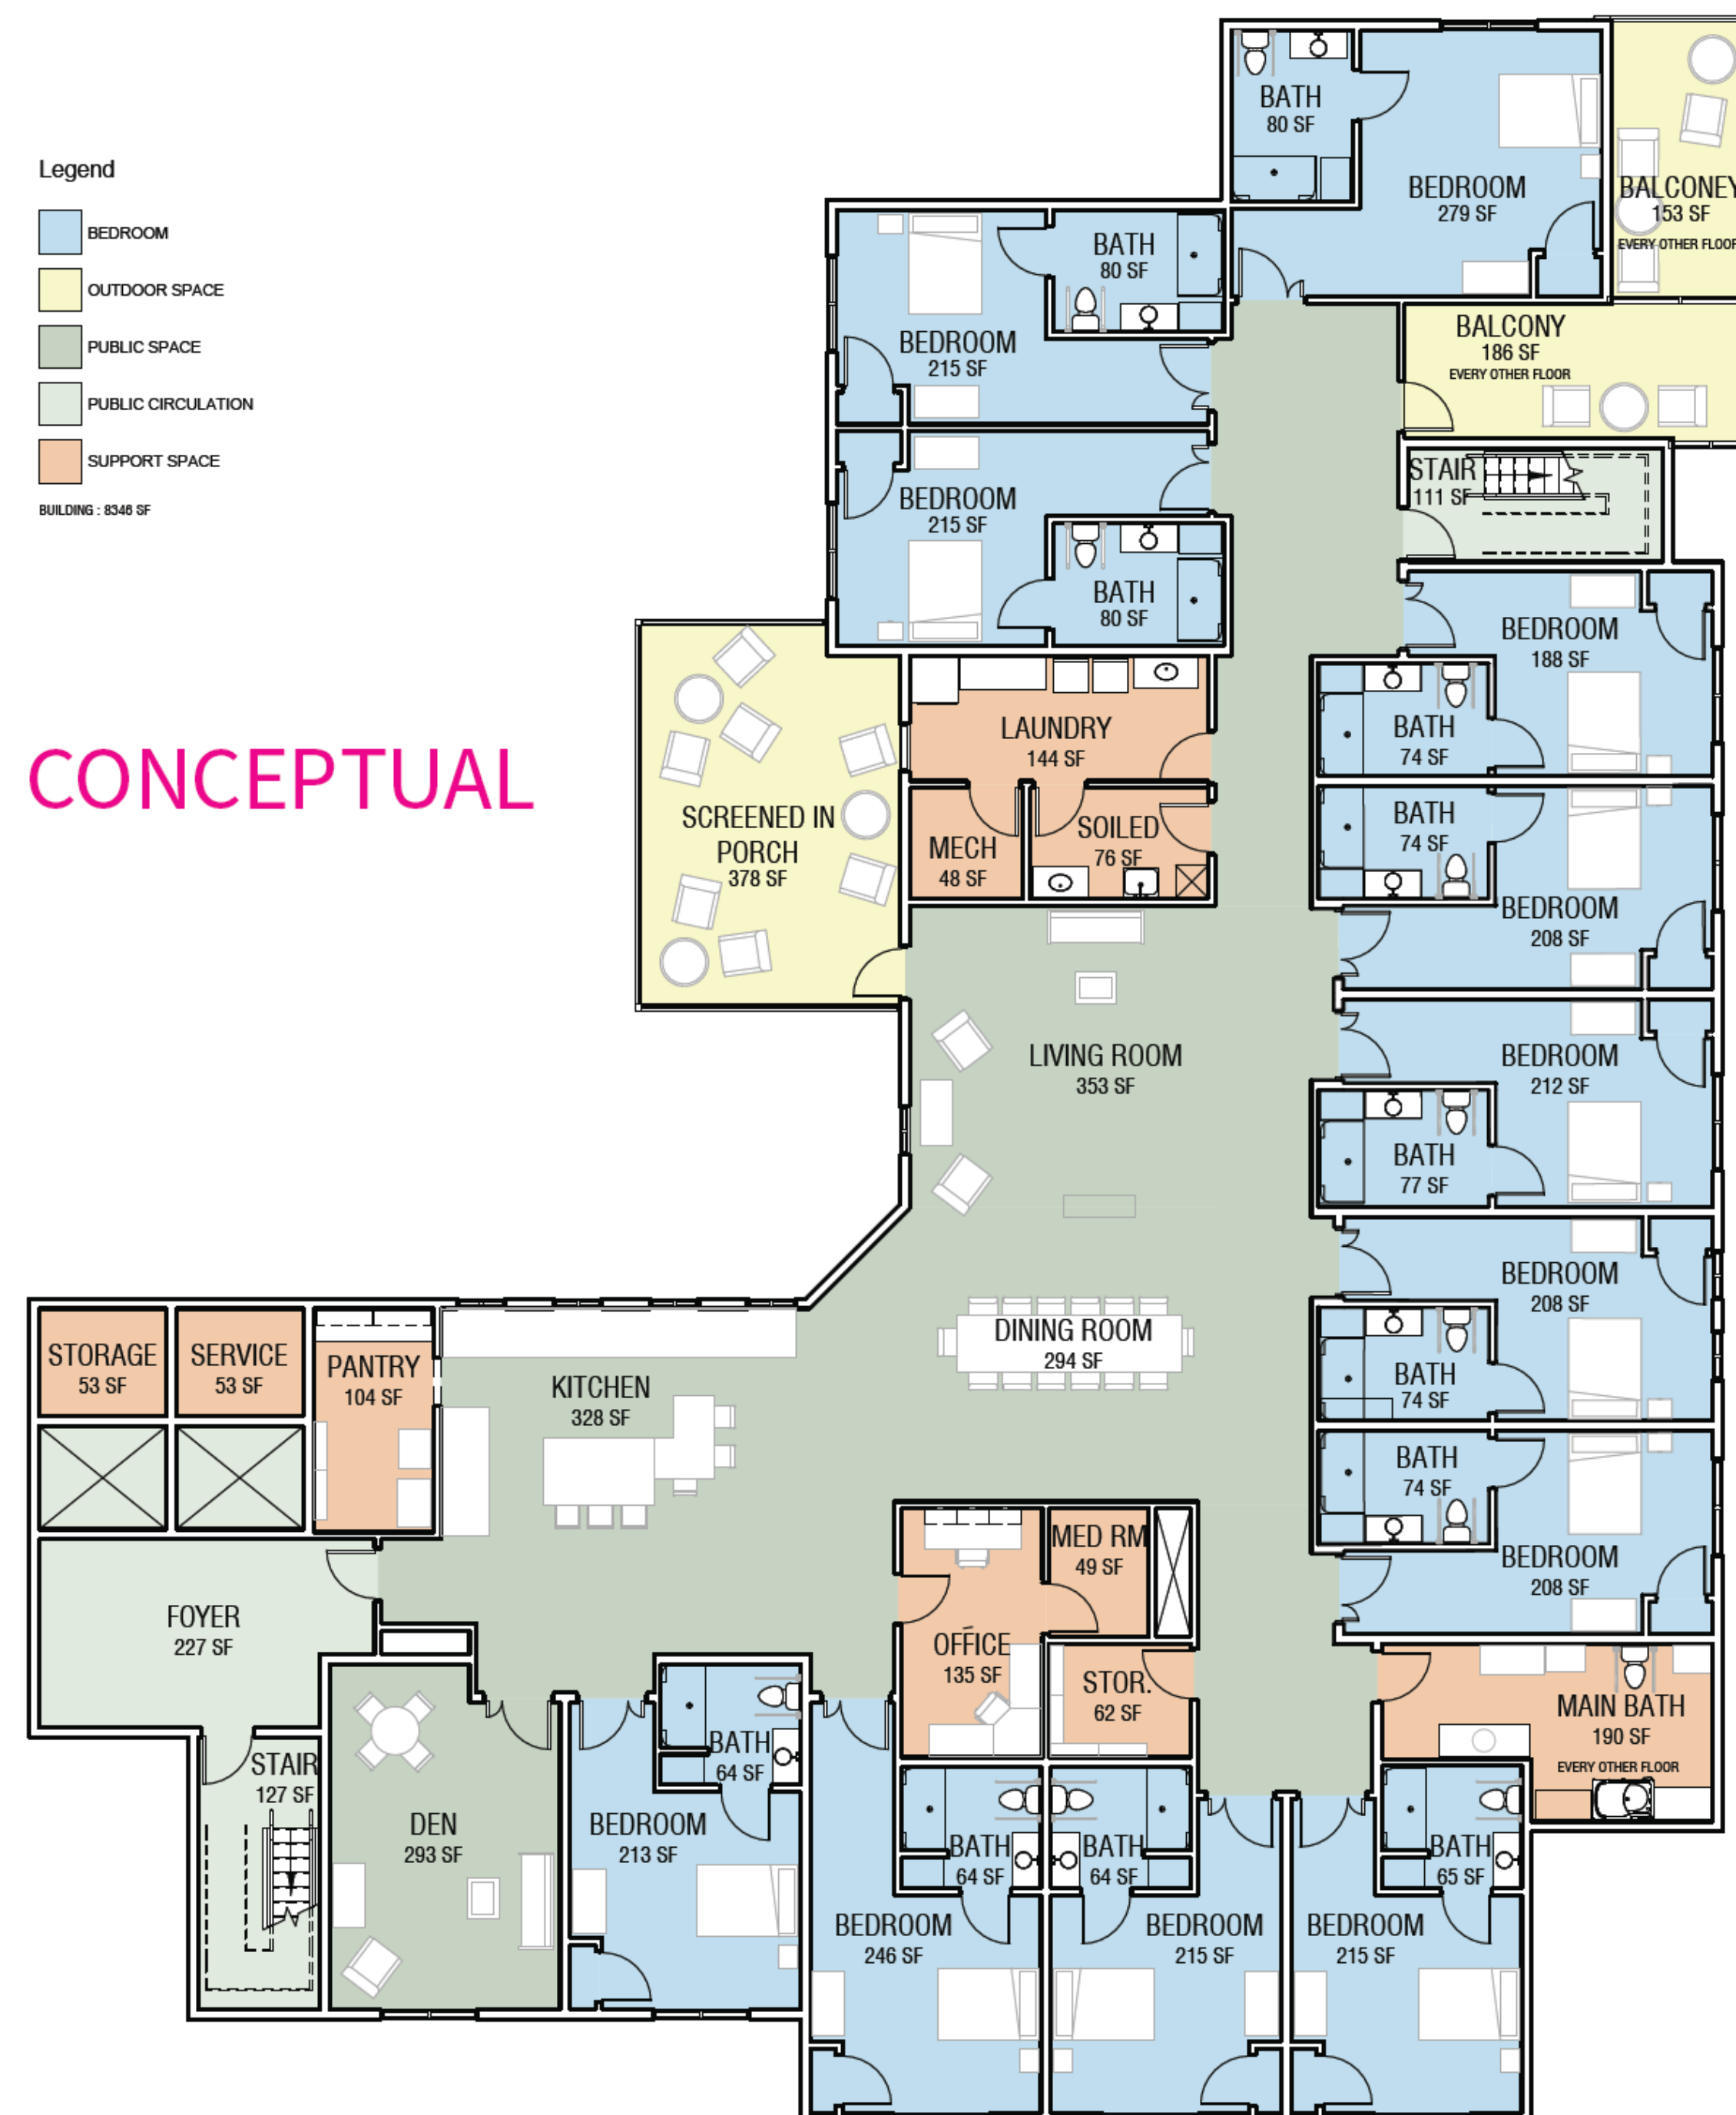 Legend
BEDROOM
OUTDOOR SPACE
PUBLIC SPACE
PUBLIC CIRCULATION
SUPPORT SPACE
BUILDING : 8346 SF
CONCEPTUAL
BATH
80 SF
BEDROOM
279 SF
BALCONEY
153 SF
EVERY OTHER FLOOR
BATH
80 SF
BEDROOM
215 SF
BALCONY
186 SF
EVERY OTHER FLOOR
STAIR
111 SF
BEDROOM
215 SF
BATH
80 SF
BEDROOM
188 SF
BATH
74 SF
LAUNDRY
144 SF
SCREENED IN
PORCH
378 SF
MECH
48 SF
SOILED
76 SF
BATH
74 SF
BEDROOM
208 SF
LIVING ROOM
353 SF
BEDROOM
212 SF
BATH
77 SF
BEDROOM
208 SF
DINING ROOM
294 SF
BATH
74 SF
STORAGE
53 SF
SERVICE
53 SF
PANTRY
104 SF
KITCHEN
328 SF
BATH
74 SF
BEDROOM
208 SF
MED RM
49 SF
FOYER
227 SF
OFFICE
135 SF
STOR.
62 SF
MAIN BATH
190 SF
EVERY OTHER FLOOR
STAIR
127 SF
BATH
64 SF
DEN
293 SF
BEDROOM
213 SF
BATH
64 SF
BATH
64 SF
BATH
65 SF
BEDROOM
246 SF
BEDROOM
215 SF
BEDROOM
215 SF